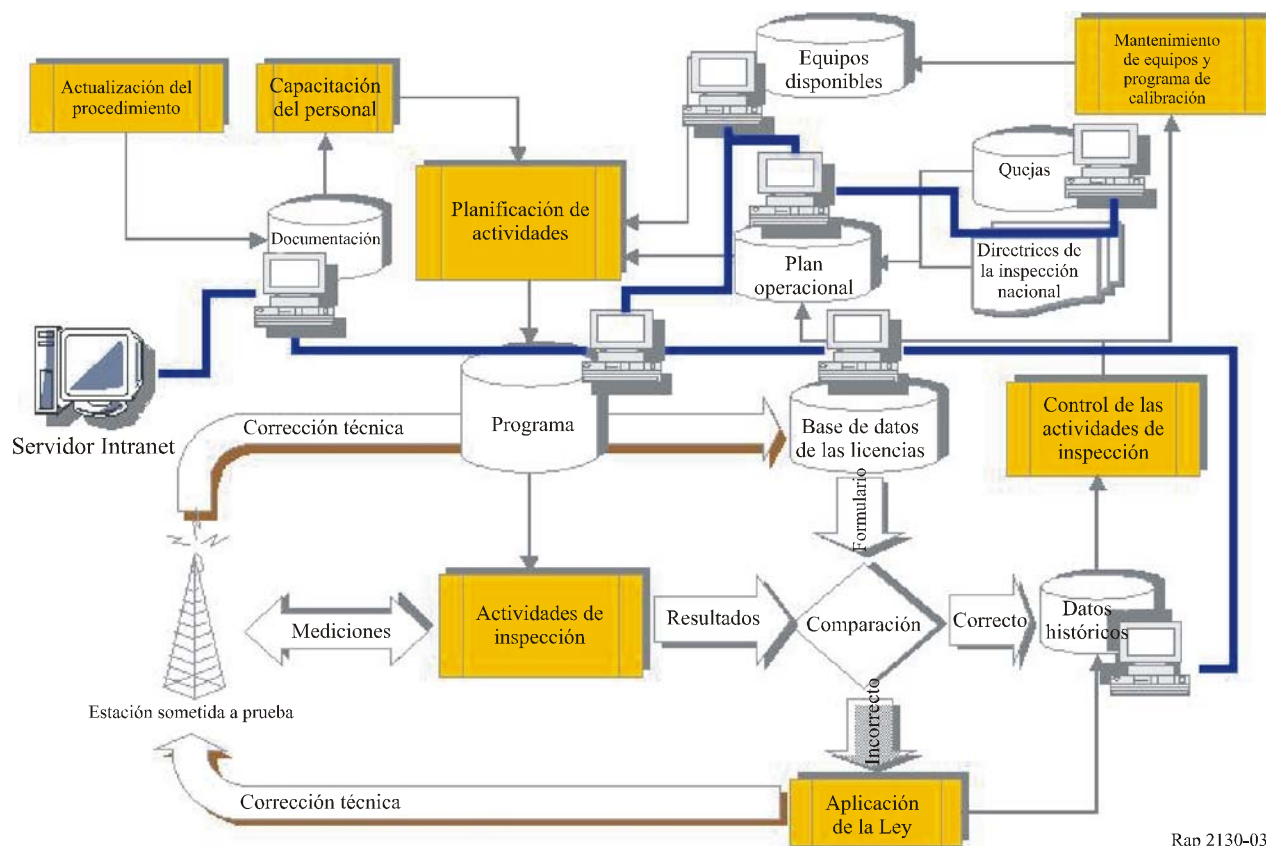 Actualización del
procedimiento
Capacitación
del personal
Equipos
disponibles
Mantenimiento
de equipos y
programa de
calibración
Planificación de
actividades
Documentación
Quejas
Plan
operacional
Directrices de
la inspección
nacional
Servidor Intranet
Corrección técnica
Programa
Base de datos
de las licencias
Control de las
actividades de
inspección
Formulario
Mediciones
Actividades de
inspección
Resultados
Comparación
Correcto
Datos
históricos
Estación sometida a prueba
Incorrecto
Corrección técnica
Aplicación
de la Ley
Rap 2130-03